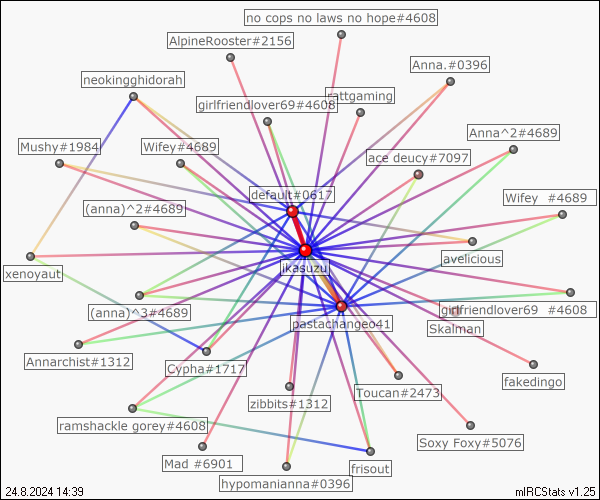 no cops no laws no hope#4608
AlpineRooster#2156
Anna.#0396
neokingghidorah
rattgaming
girlfriendlover69#4608
Anna^2#4689
Mushy#1984
Wifey#4689
ace deucy#7097
default#0617
Wifey #4689
(anna)^2#4689
avelicious
ikasuzu
xenoyaut
(anna)^3#4689
girlfriendlover69 #4608
pastachangeo41
Skalman
Annarchist#1312
Cypha#1717
fakedingo
Toucan#2473
zibbits#1312
ramshackle gorey#4608
Soxy Foxy#5076
Mad #6901
frisout
hypomanianna#0396
24.8.2024 14:39
mIRCStats v1.25